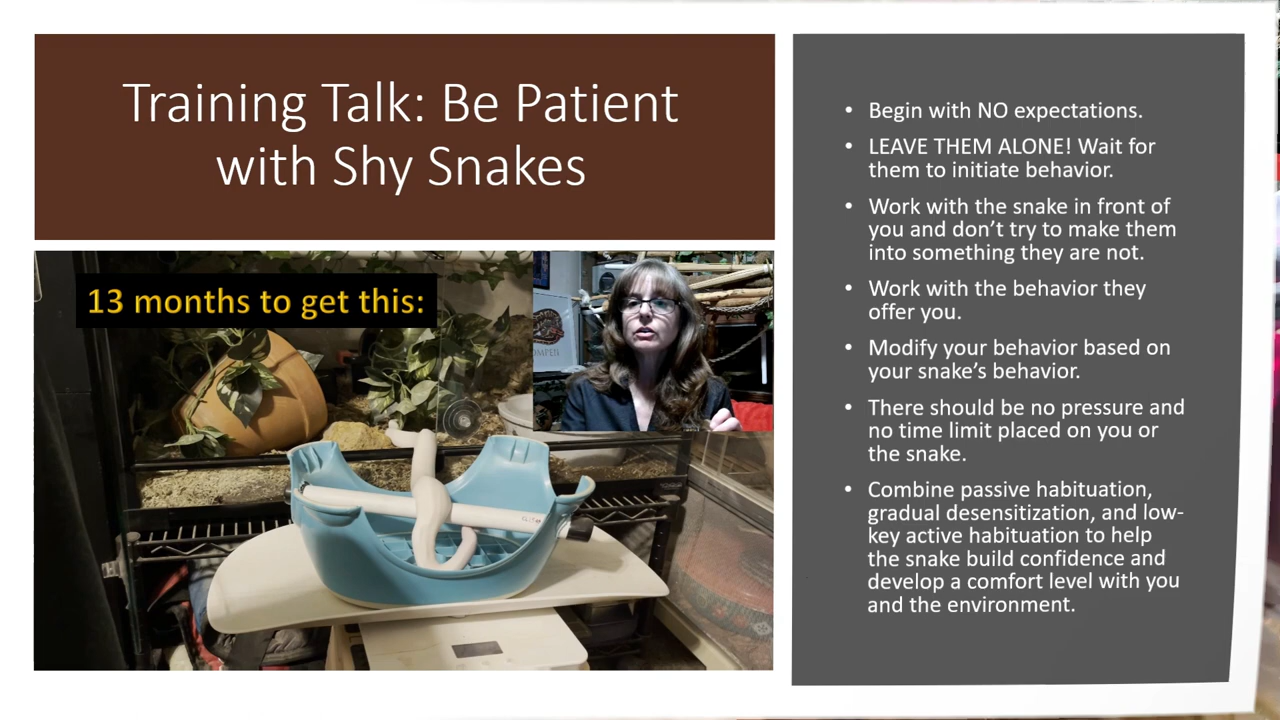 Training Talk: Be Patient
with Shy Snakes
13 months to get this:
• Begin with NO expectations.
• LEAVE THEM ALONE! Wait for
them to initiate behavior.
• Work with the snake in front of
you and don’t try to make them
into something they are not.
• Work with the behavior they
offer you.
• Modify your behavior based on
your snake’s behavior.
• There should be no pressure and
no time limit placed on you or
the snake.
• Combine passive habituation,
gradual desensitization, and low-
key active habituation to help
the snake build confidence and
develop a comfort level with you
and the environment.